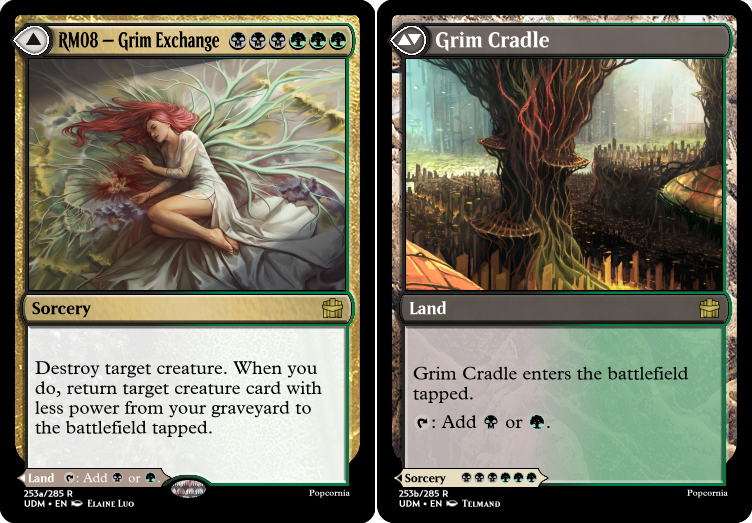 RM08 – Grim Exchange
Sorcery
Destroy target creature. When you
do, return target creature card with
less power from your graveyard to
the battlefield tapped.
Land : Add or .
253a/285 R
UDM • EN Elaine Luo
Popcornia
Grim Cradle
Land
Grim Cradle enters the battlefield
tapped.
: Add or .
Sorcery
253b/285 R
UDM • EN Telmand
Popcornia